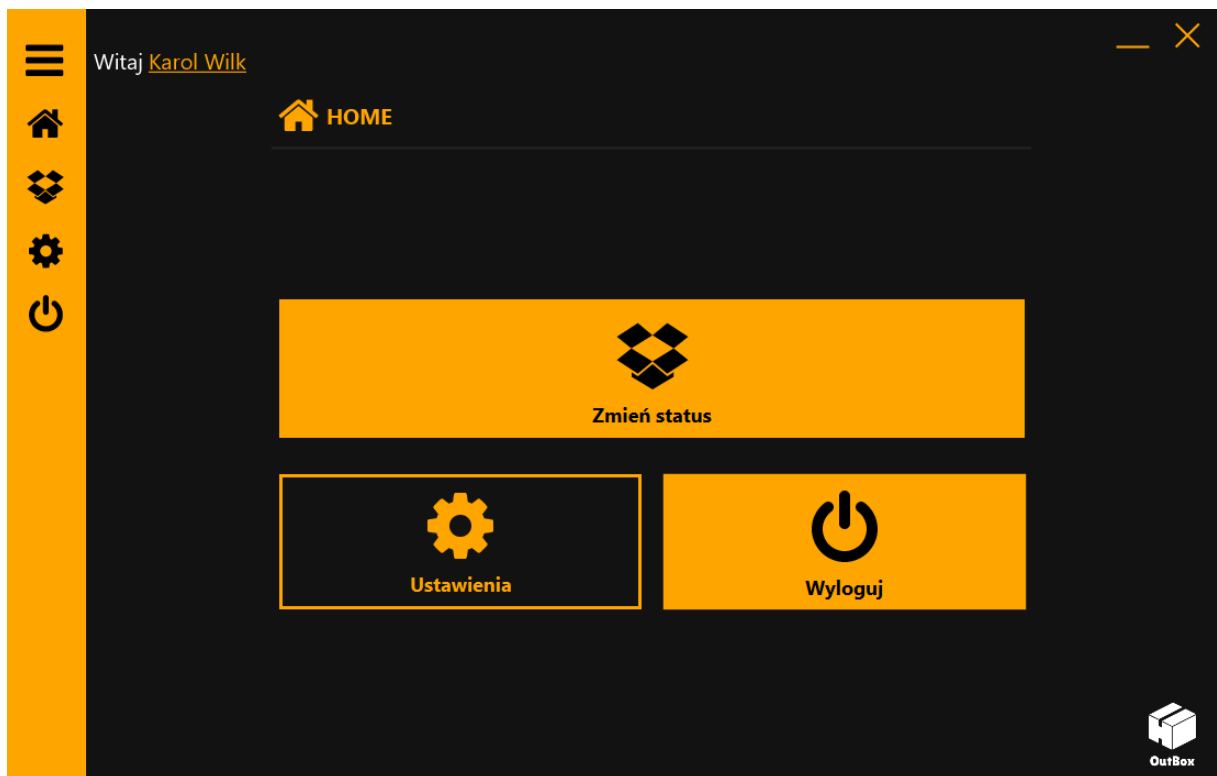 Witaj Karol Wilk
HOME
Zmień status
Ustawienia
Wyloguj
OutBox